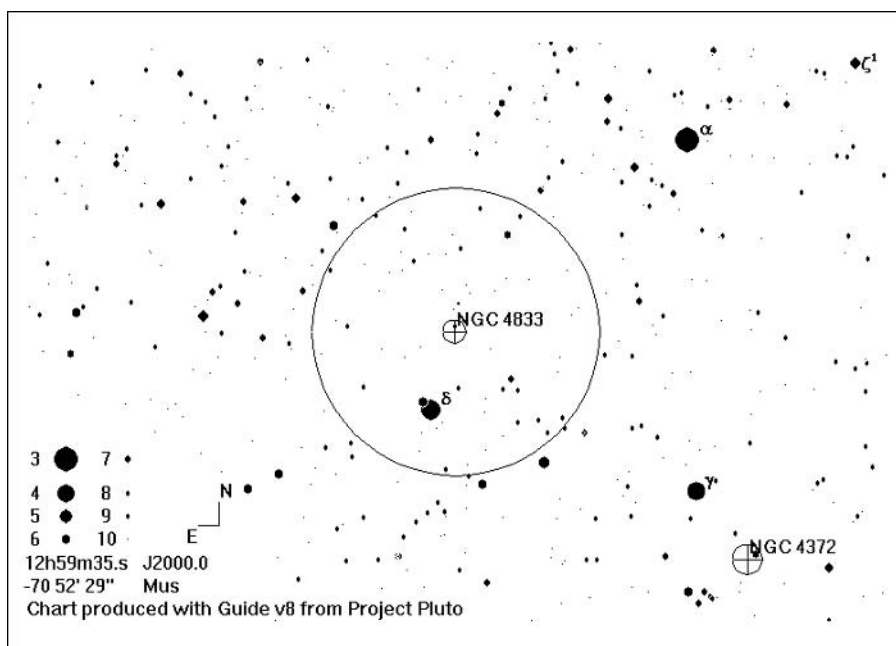 ζ¹
α
NGC 4833
δ
3 7
4 8
5 9
6 10
N
E
γ
NGC 4372
12h59m35.s J2000.0
-70 52' 29" Mus
Chart produced with Guide v8 from Project Pluto